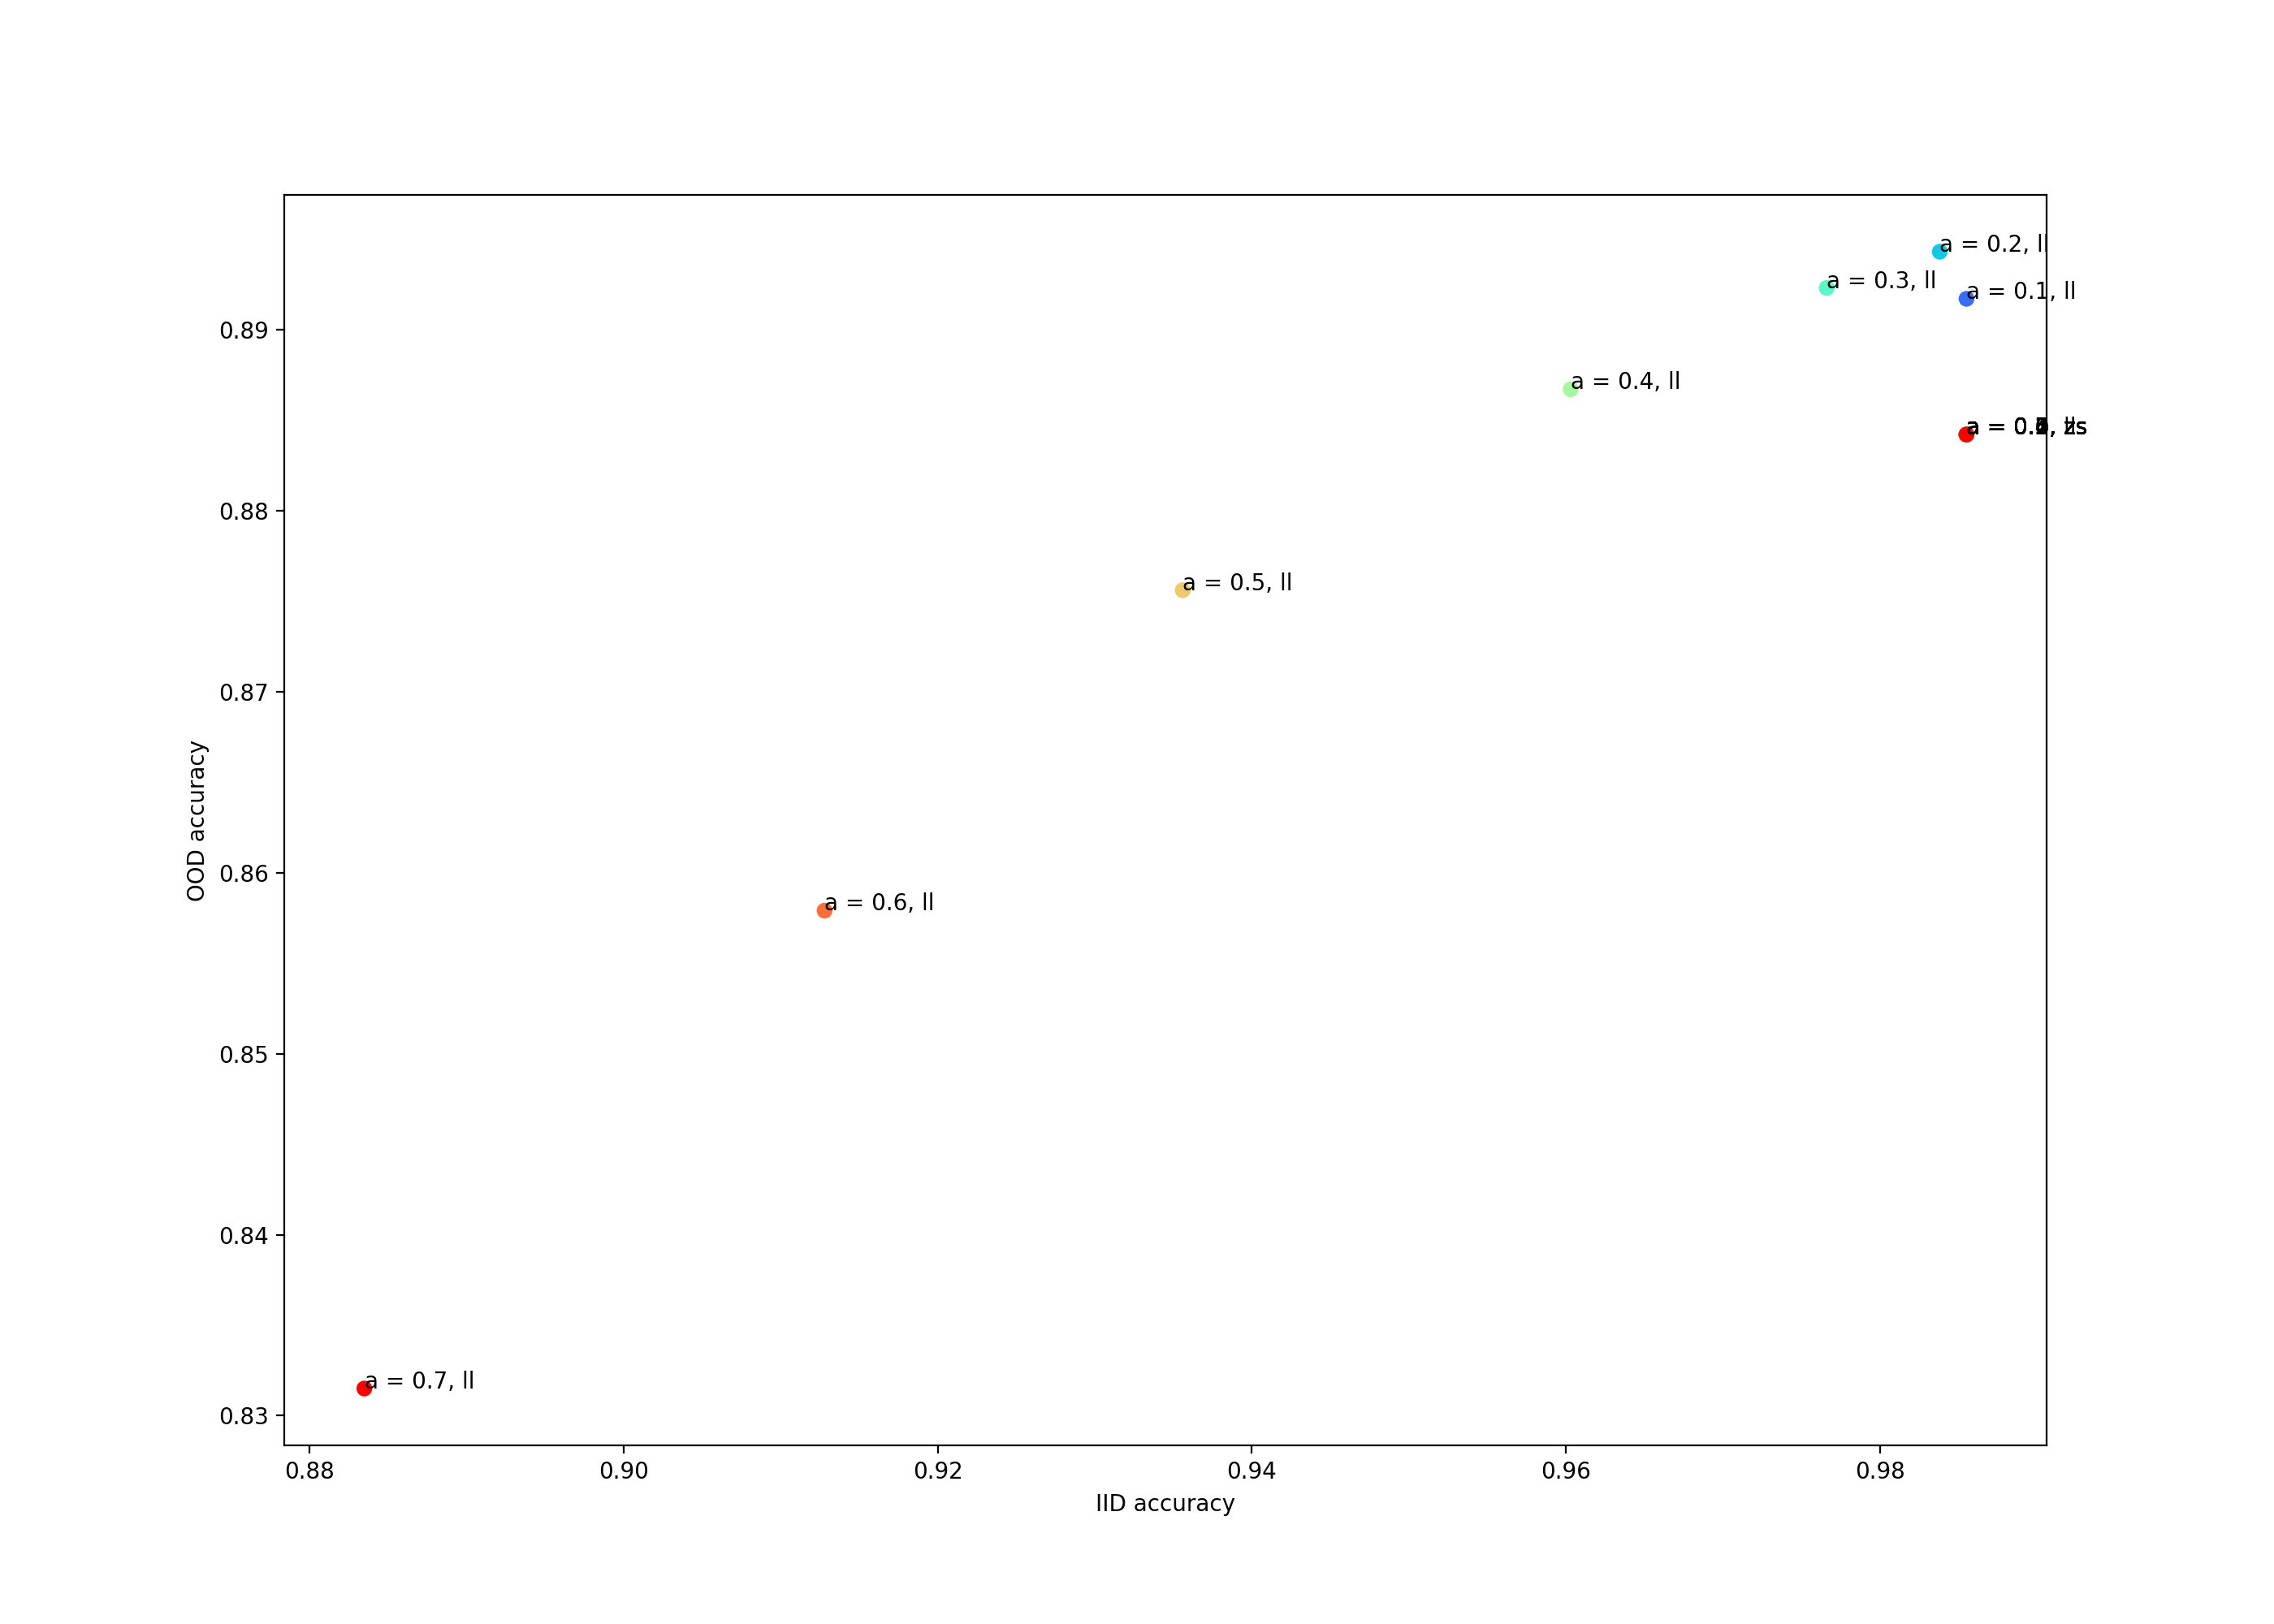 a = 0.2, ll
a = 0.3, ll
a = 0.1, ll
0.89
a = 0.4, ll
0.88
a = 0.5, ll
0.87
OOD accuracy
0.86
a = 0.6, ll
0.85
0.84
a = 0.7, ll
0.83
0.88
0.90
0.92
0.94
0.96
0.98
IID accuracy